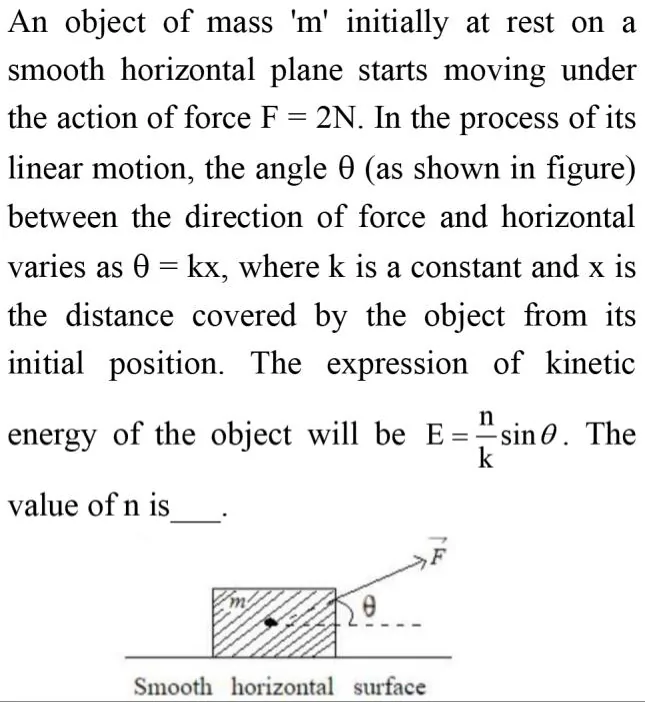 An object of mass 'm' initially at rest on a
smooth horizontal plane starts moving under
the action of force F = 2N. In the process of its
linear motion, the angle θ (as shown in figure)
between the direction of force and horizontal
varies as θ = kx, where k is a constant and x is
the distance covered by the object from its
initial position. The expression of kinetic
energy of the object will be E = n/k sin θ. The
value of n is___.
F⃗
m
θ
Smooth horizontal surface